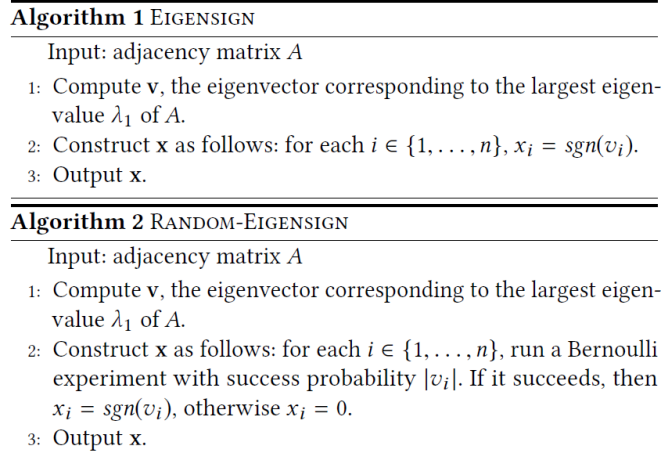 Algorithm 1 EIGENSIGN
Input: adjacency matrix A
1: Compute v, the eigenvector corresponding to the largest eigen-
value λ₁ of A.
2: Construct x as follows: for each i ∈ {1, . . . , n}, xᵢ = sgn(vᵢ).
3: Output x.
Algorithm 2 RANDOM-EIGENSIGN
Input: adjacency matrix A
1: Compute v, the eigenvector corresponding to the largest eigen-
value λ₁ of A.
2: Construct x as follows: for each i ∈ {1, . . . , n}, run a Bernoulli
experiment with success probability |vᵢ|. If it succeeds, then
xᵢ = sgn(vᵢ), otherwise xᵢ = 0.
3: Output x.